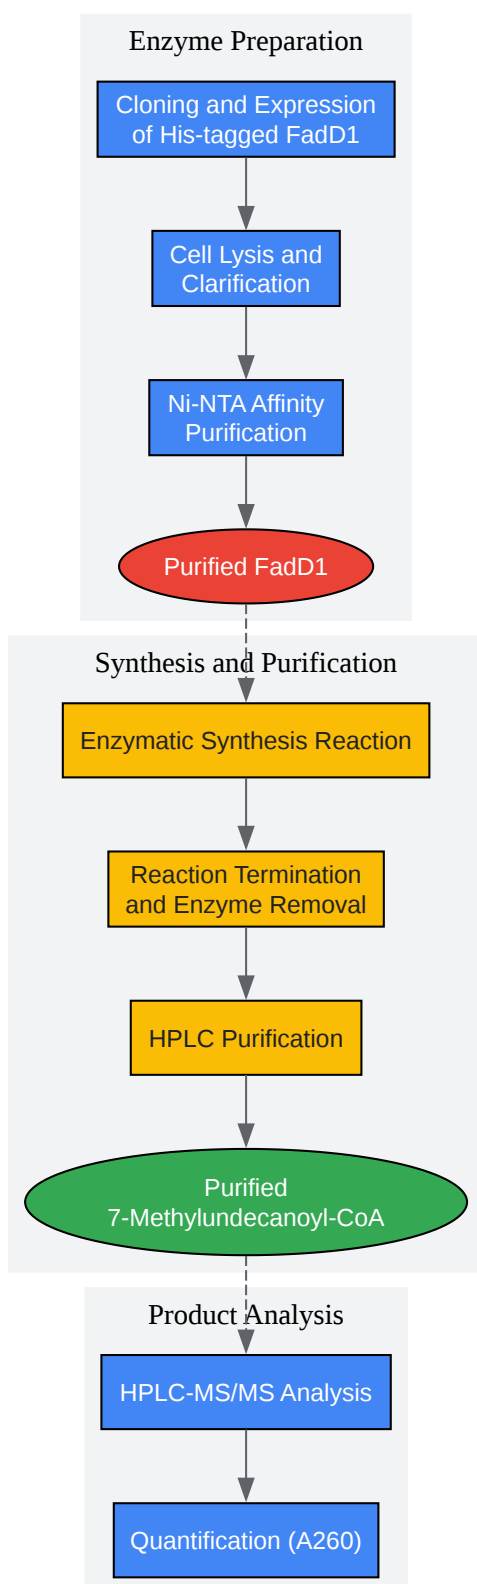 Enzyme Preparation
Cloning and Expression
of His-tagged FadD1
Cell Lysis and
Clarification
Ni-NTA Affinity
Purification
Purified FadD1
Synthesis and Purification
Enzymatic Synthesis Reaction
Reaction Termination
and Enzyme Removal
HPLC Purification
Purified
7-Methylundecanoyl-CoA
Product Analysis
HPLC-MS/MS Analysis
Quantification (A260)